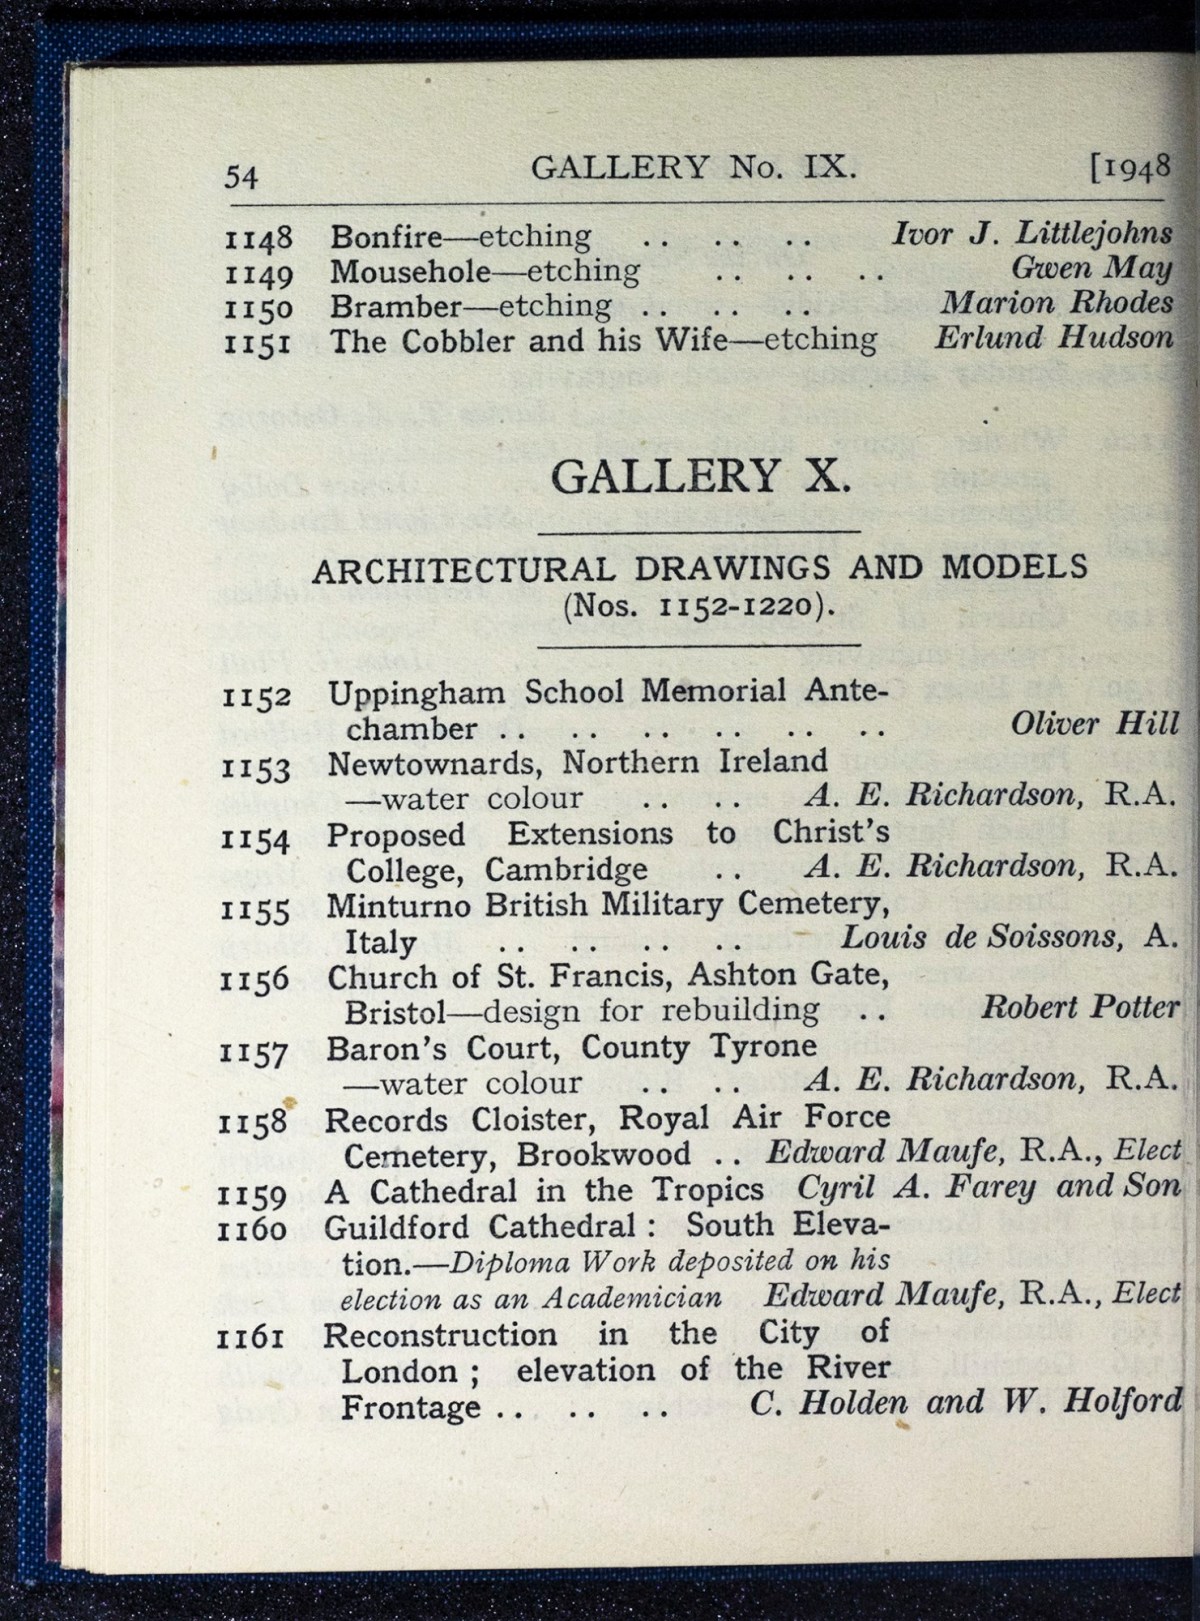 54 GALLERY No. IX. [1948
1148 Bonfire—etching .. .. .. Ivor J. Littlejohns
1149 Mousehole—etching .. .. .. Gwen May
1150 Bramber—etching .. .. .. Marion Rhodes
1151 The Cobbler and his Wife—etching Erlund Hudson
GALLERY X.
ARCHITECTURAL DRAWINGS AND MODELS
(Nos. 1152-1220).
1152 Uppingham School Memorial Ante-
chamber .. .. .. .. .. .. Oliver Hill
1153 Newtownards, Northern Ireland
—water colour .. .. A. E. Richardson, R.A.
1154 Proposed Extensions to Christ's
College, Cambridge .. A. E. Richardson, R.A.
1155 Minturno British Military Cemetery,
Italy .. .. .. .. Louis de Soissons, A.
1156 Church of St. Francis, Ashton Gate,
Bristol—design for rebuilding .. Robert Potter
1157 Baron's Court, County Tyrone
—water colour .. .. A. E. Richardson, R.A.
1158 Records Cloister, Royal Air Force
Cemetery, Brookwood .. Edward Maufe, R.A., Elect
1159 A Cathedral in the Tropics Cyril A. Farey and Son
1160 Guildford Cathedral : South Eleva-
tion.—Diploma Work deposited on his
election as an Academician Edward Maufe, R.A., Elect
1161 Reconstruction in the City of
London ; elevation of the River
Frontage .. .. .. C. Holden and W. Holford